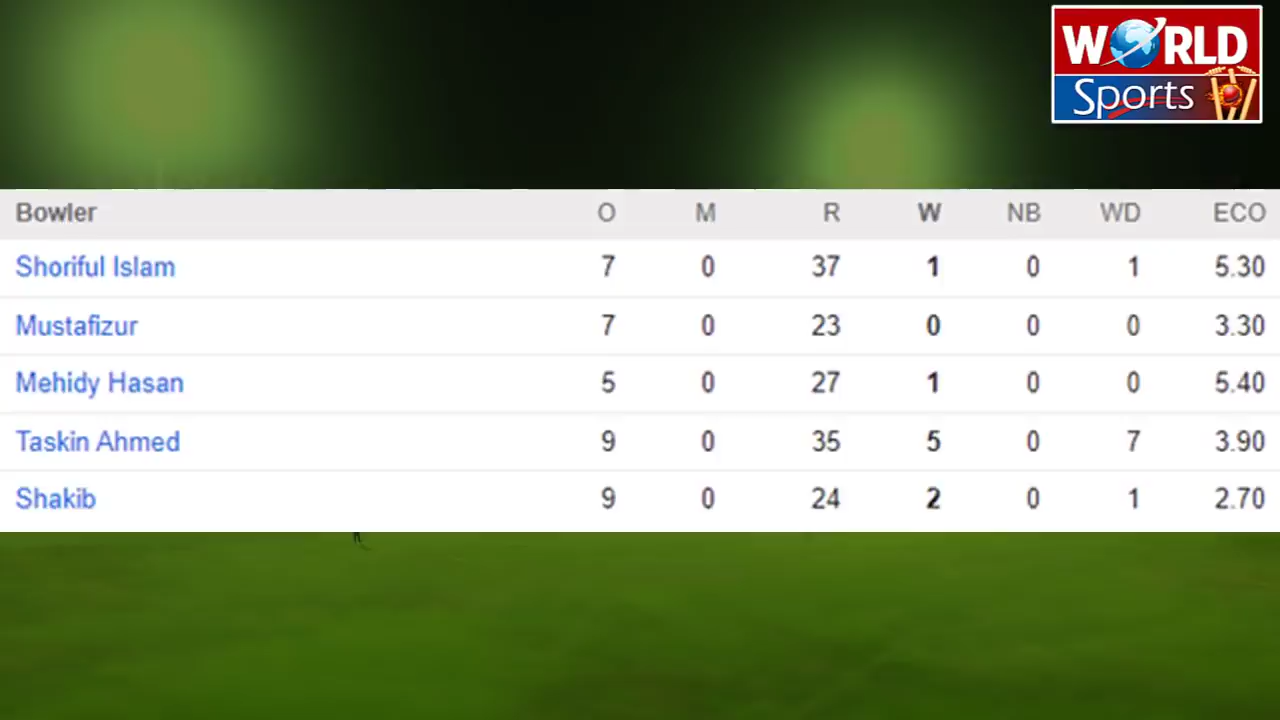 WORLD
Sports
Bowler O M R W NB WD ECO
Shoriful Islam 7 0 37 1 0 1 5.30
Mustafizur 7 0 23 0 0 0 3.30
Mehidy Hasan 5 0 27 1 0 0 5.40
Taskin Ahmed 9 0 35 5 0 7 3.90
Shakib 9 0 24 2 0 1 2.70